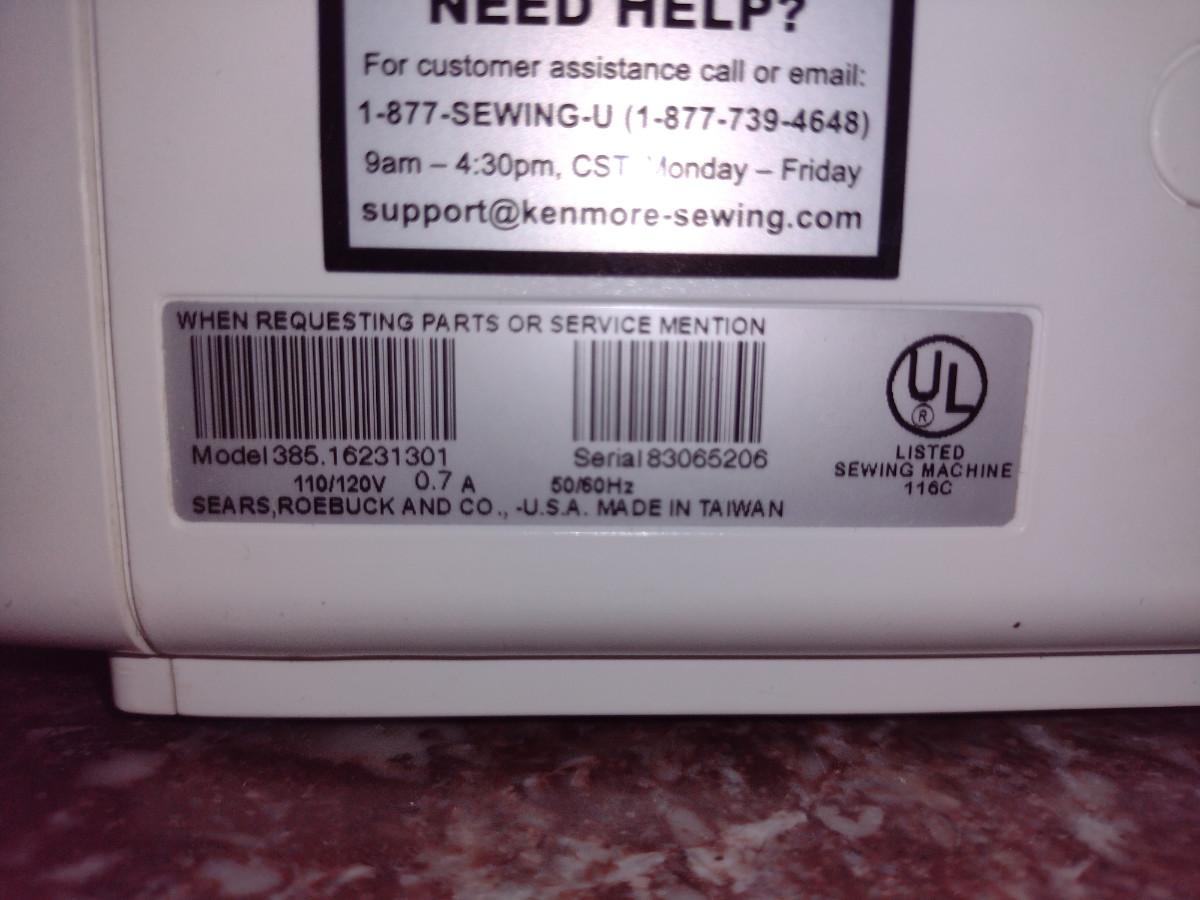 NEED HELP?
For customer assistance call or email:
1-877-SEWING-U (1-877-739-4648)
9am – 4:30pm, CST Monday – Friday
support@kenmore-sewing.com
WHEN REQUESTING PARTS OR SERVICE MENTION
Model 385.16231301
Serial 83065206
110/120V 0.7 A 50/60Hz
SEARS,ROEBUCK AND CO., -U.S.A. MADE IN TAIWAN
UL
®
LISTED
SEWING MACHINE
116C